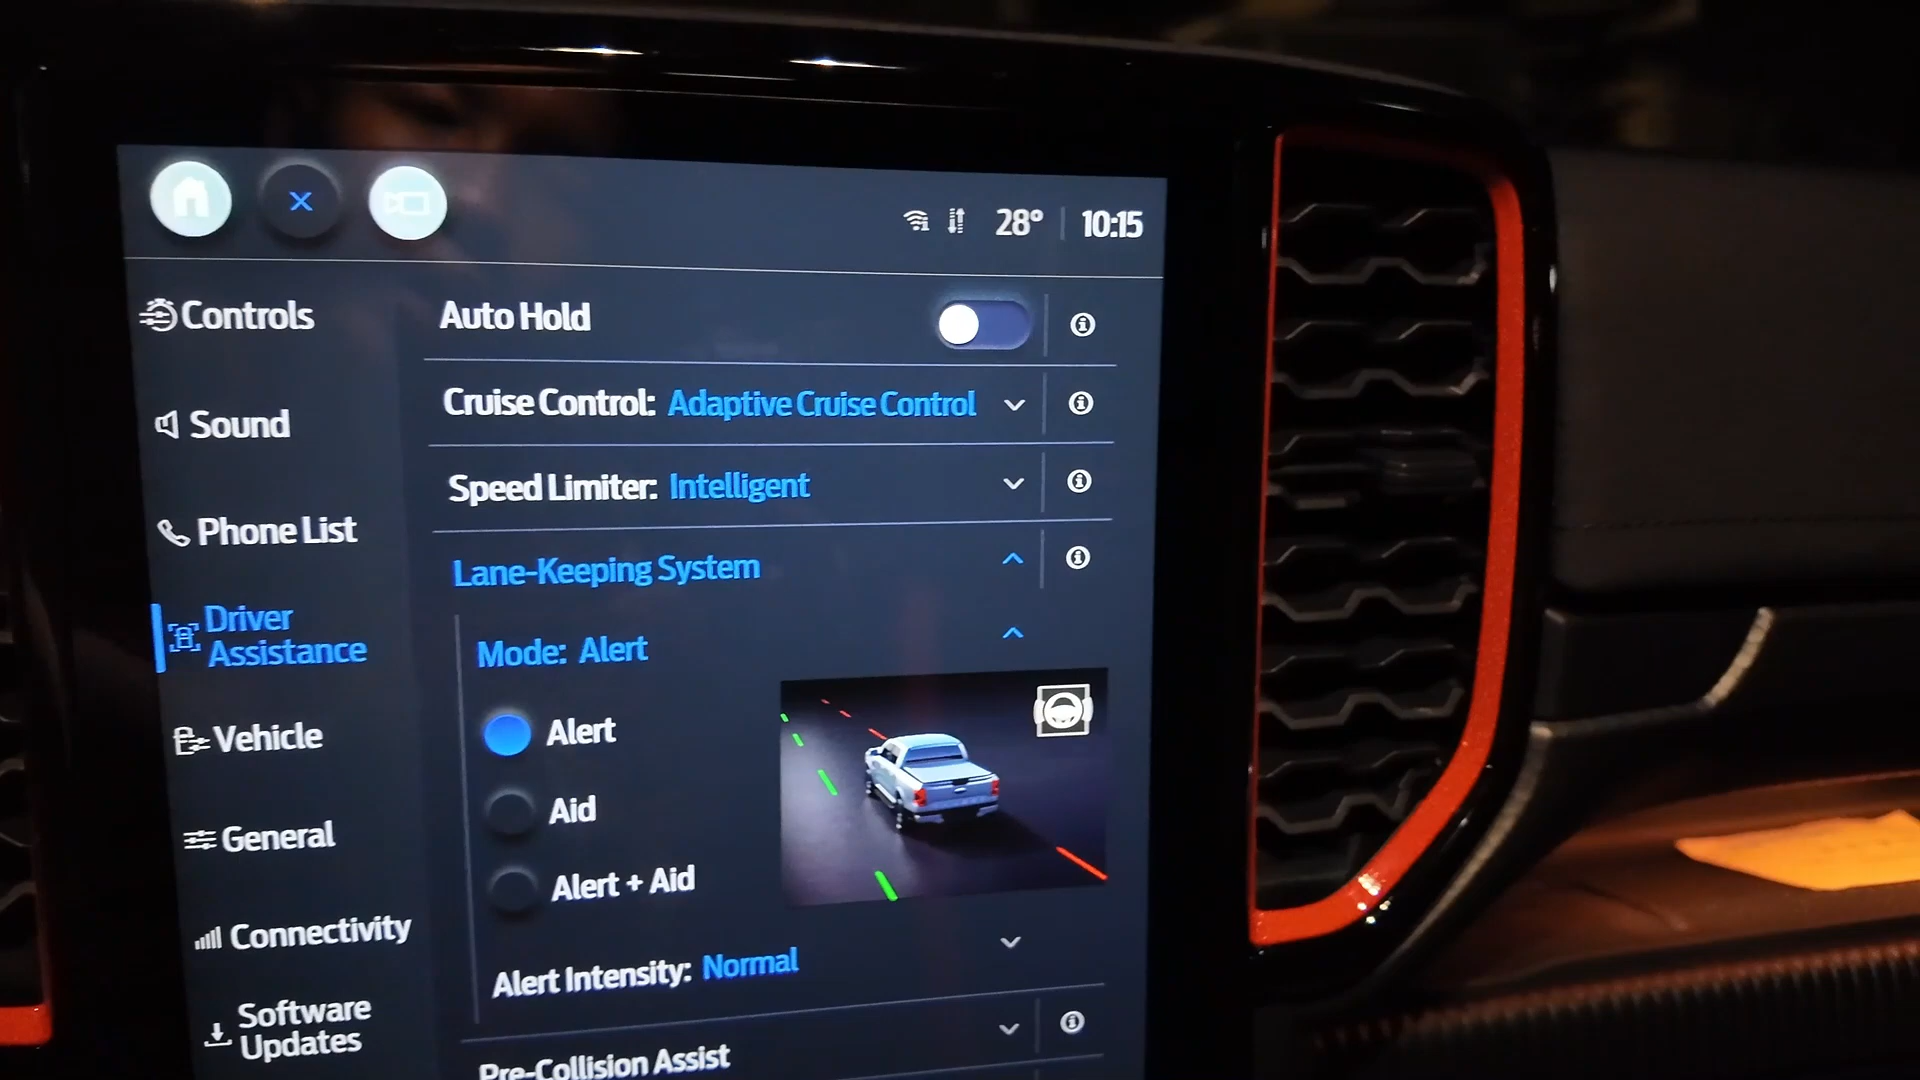 28° 10:15
Controls
Sound
Phone List
Driver
Assistance
Vehicle
General
Connectivity
Software
Updates
Auto Hold
Cruise Control: Adaptive Cruise Control
Speed Limiter: Intelligent
Lane-Keeping System
Mode: Alert
Alert
Aid
Alert + Aid
Alert Intensity: Normal
Pre-Collision Assist